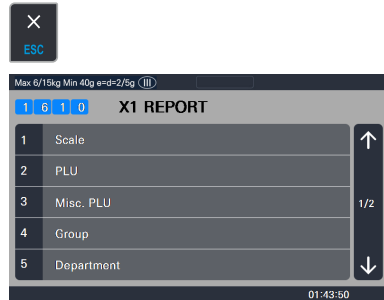 ×
ESC
Max 6/15kg Min 40g e=d=2/5g (III)
1 6 1 0 X1 REPORT
1 Scale
2 PLU
3 Misc. PLU
4 Group
5 Department
↑
1/2
↓
01:43:50